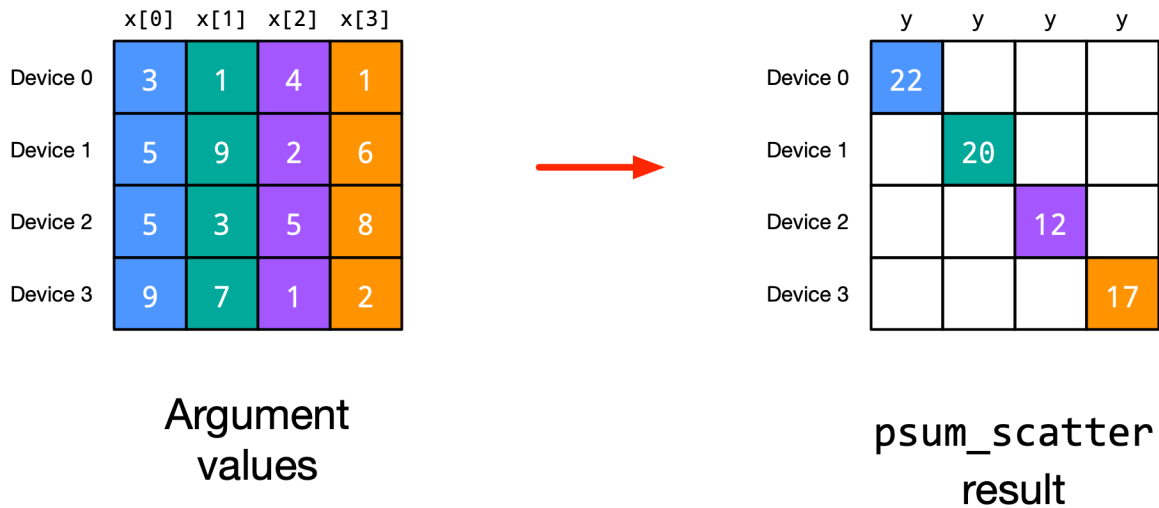 x[0] x[1] x[2] x[3]
Device 0 3 1 4 1
Device 1 5 9 2 6
Device 2 5 3 5 8
Device 3 9 7 1 2
Argument
values
y y y y
Device 0 22
Device 1 20
Device 2 12
Device 3 17
psum_scatter
result